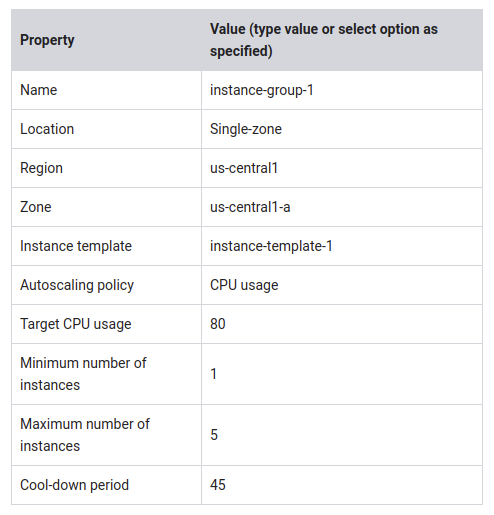 Property
Value (type value or select option as
specified)
Name
instance-group-1
Location
Single-zone
Region
us-central1
Zone
us-central1-a
Instance template
instance-template-1
Autoscaling policy
CPU usage
Target CPU usage
80
Minimum number of
instances
1
Maximum number of
instances
5
Cool-down period
45